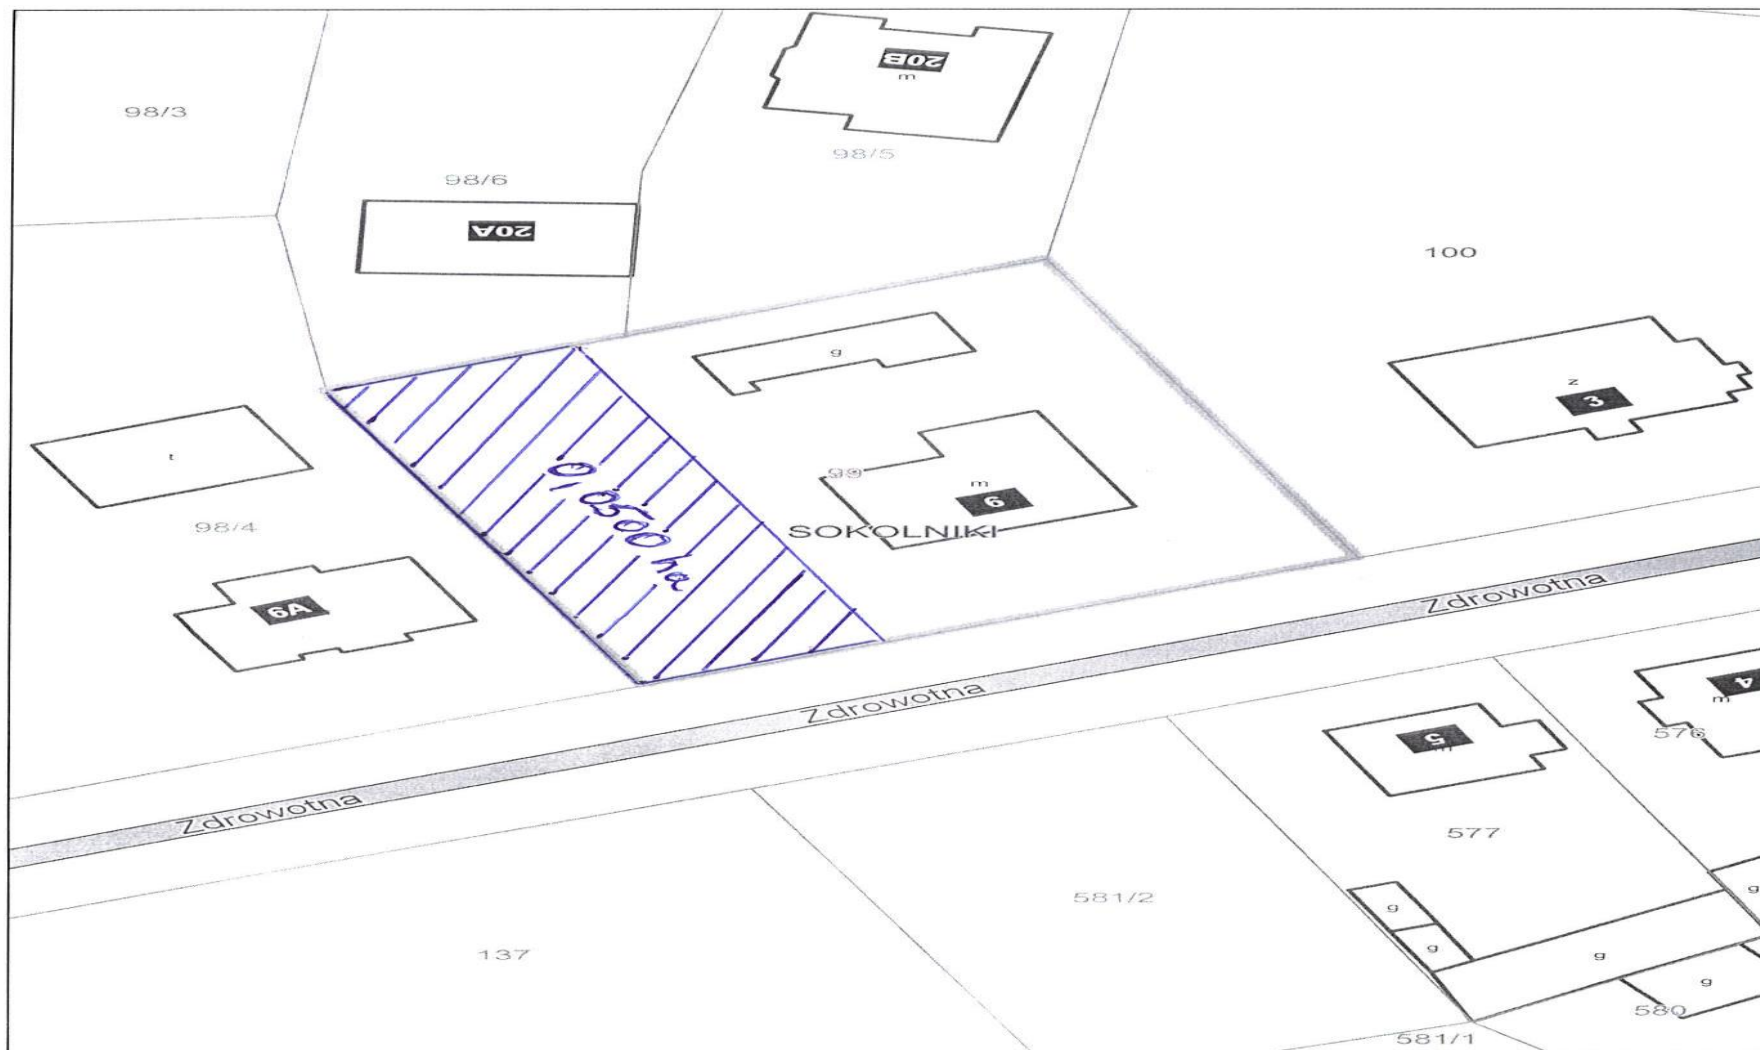 20B
m
98/3
98/5
98/6
20A
100
g
z
3
99
m
6
t
0,0500 ha
98/4
SOKOLNIKI
6A
Zdrowotna
Zdrowotna
Zdrowotna
4
m
576
5
577
137
581/2
g
g
g
g
g
580
581/1